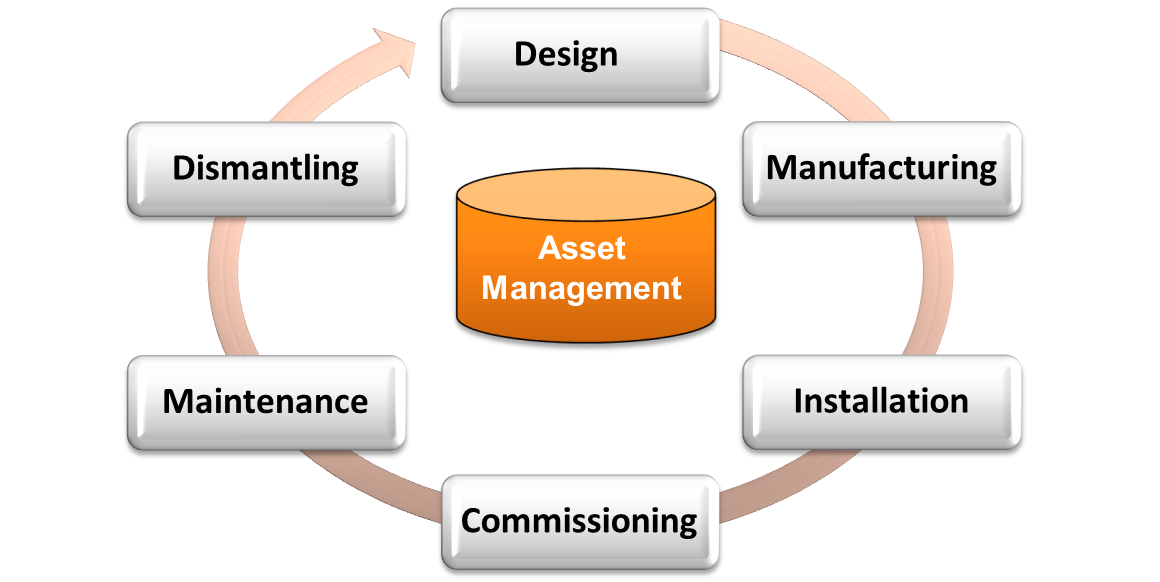 Design
Manufacturing
Installation
Commissioning
Maintenance
Dismantling
Asset
Management